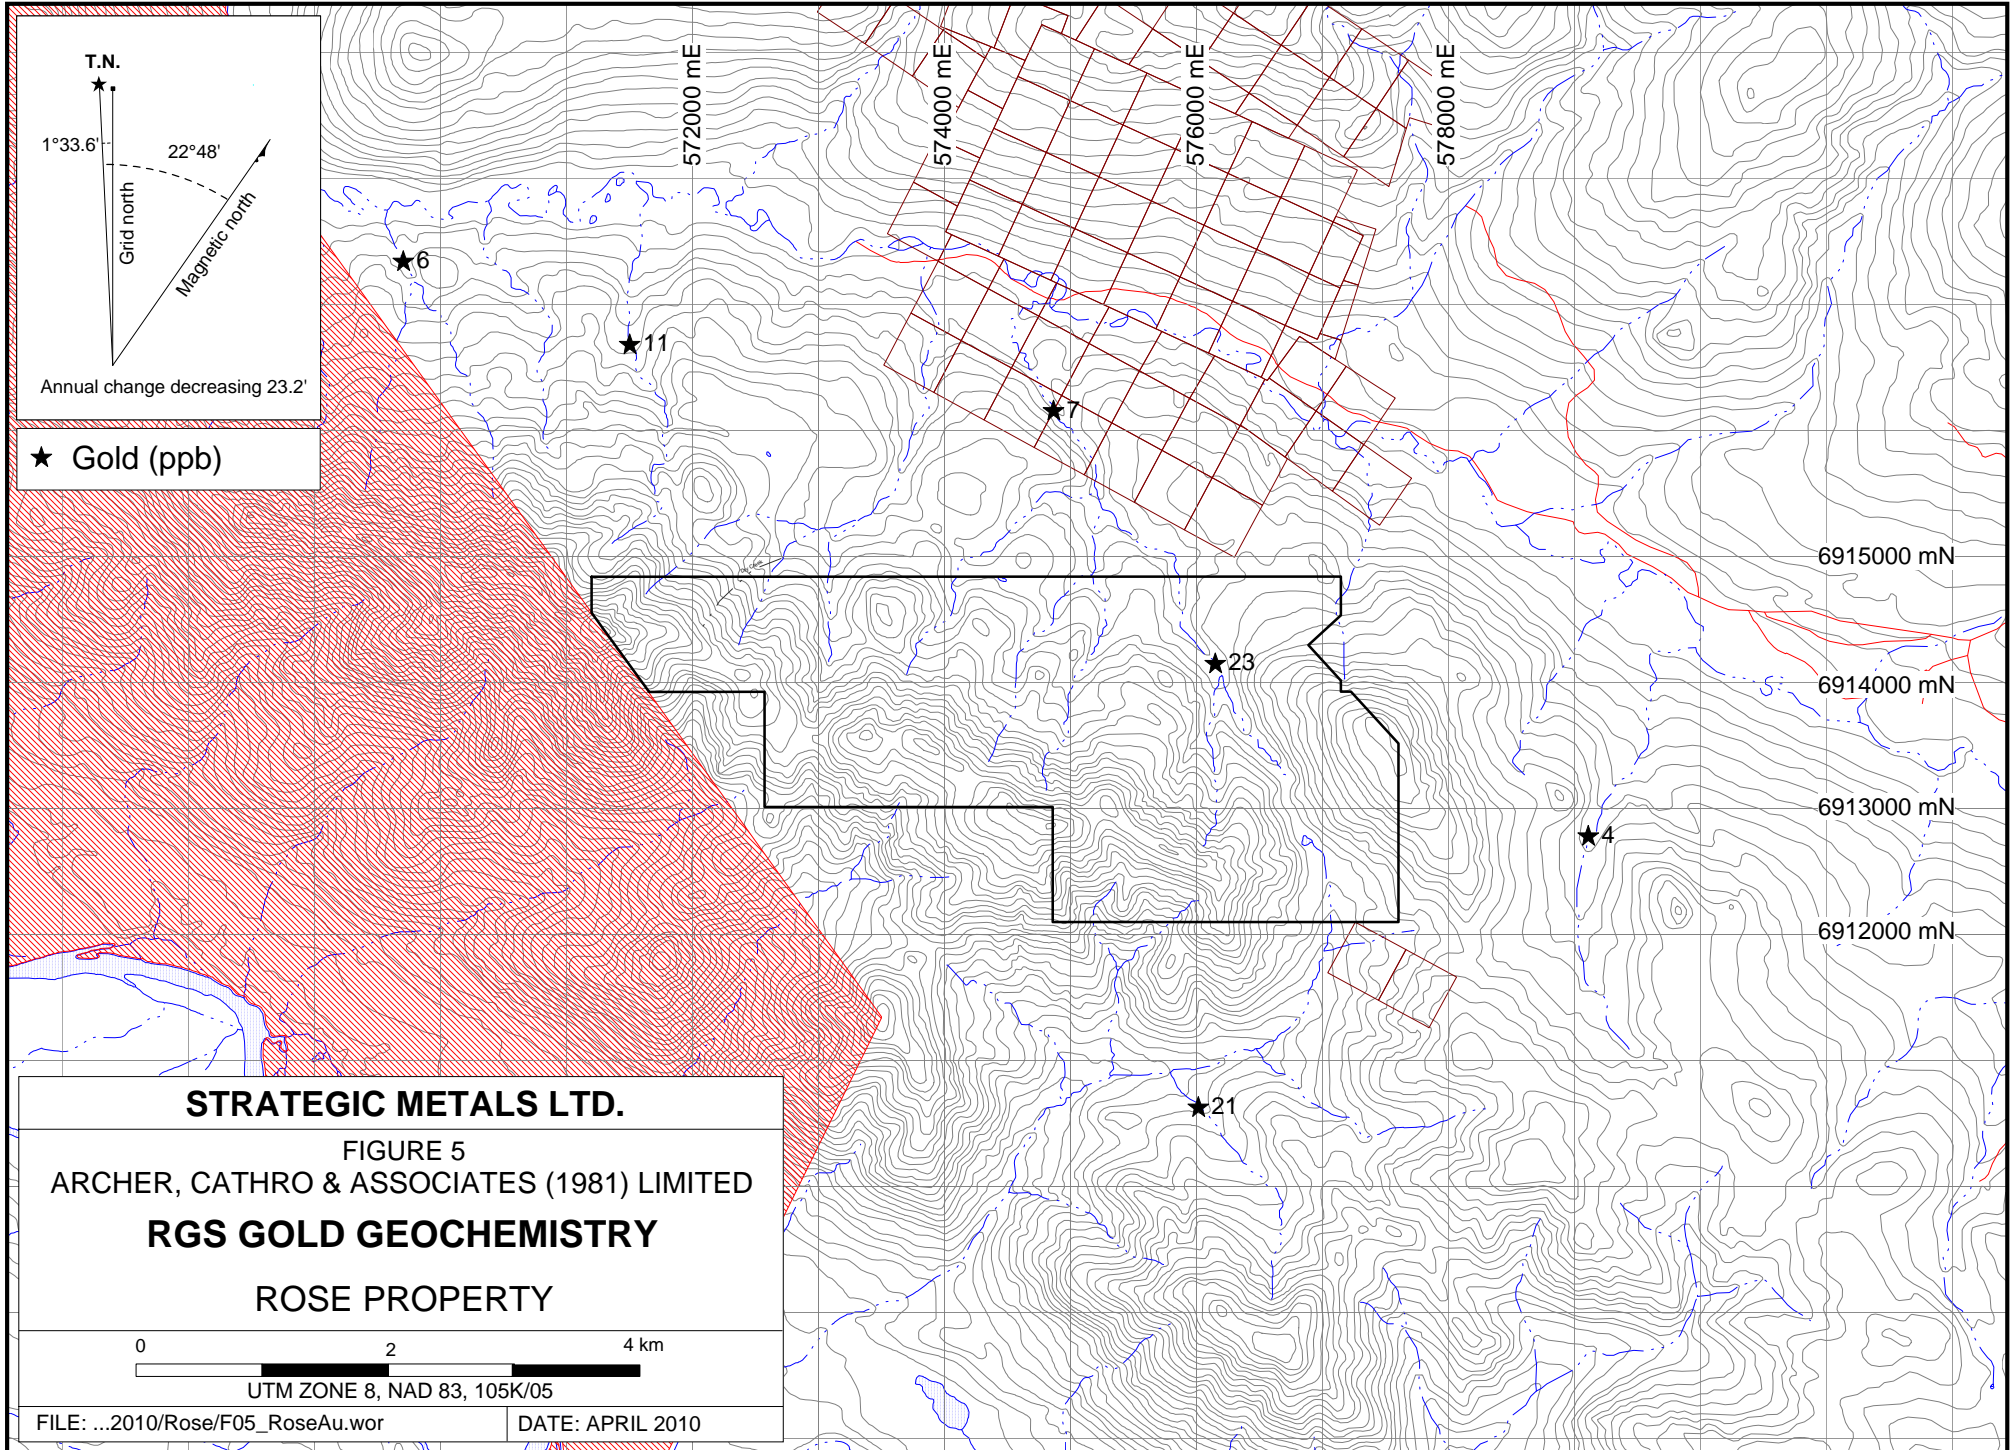 T.N.
1°33.6'
22°48'
Grid north
Magnetic north
Annual change decreasing 23.2'
Gold (ppb)
572000 mE
574000 mE
576000 mE
578000 mE
6
11
7
6915000 mN
23
6914000 mN
6913000 mN
4
6912000 mN
21
STRATEGIC METALS LTD.
FIGURE 5
ARCHER, CATHRO & ASSOCIATES (1981) LIMITED
RGS GOLD GEOCHEMISTRY
ROSE PROPERTY
0 2 4 km
UTM ZONE 8, NAD 83, 105K/05
FILE: ...2010/Rose/F05_RoseAu.wor
DATE: APRIL 2010